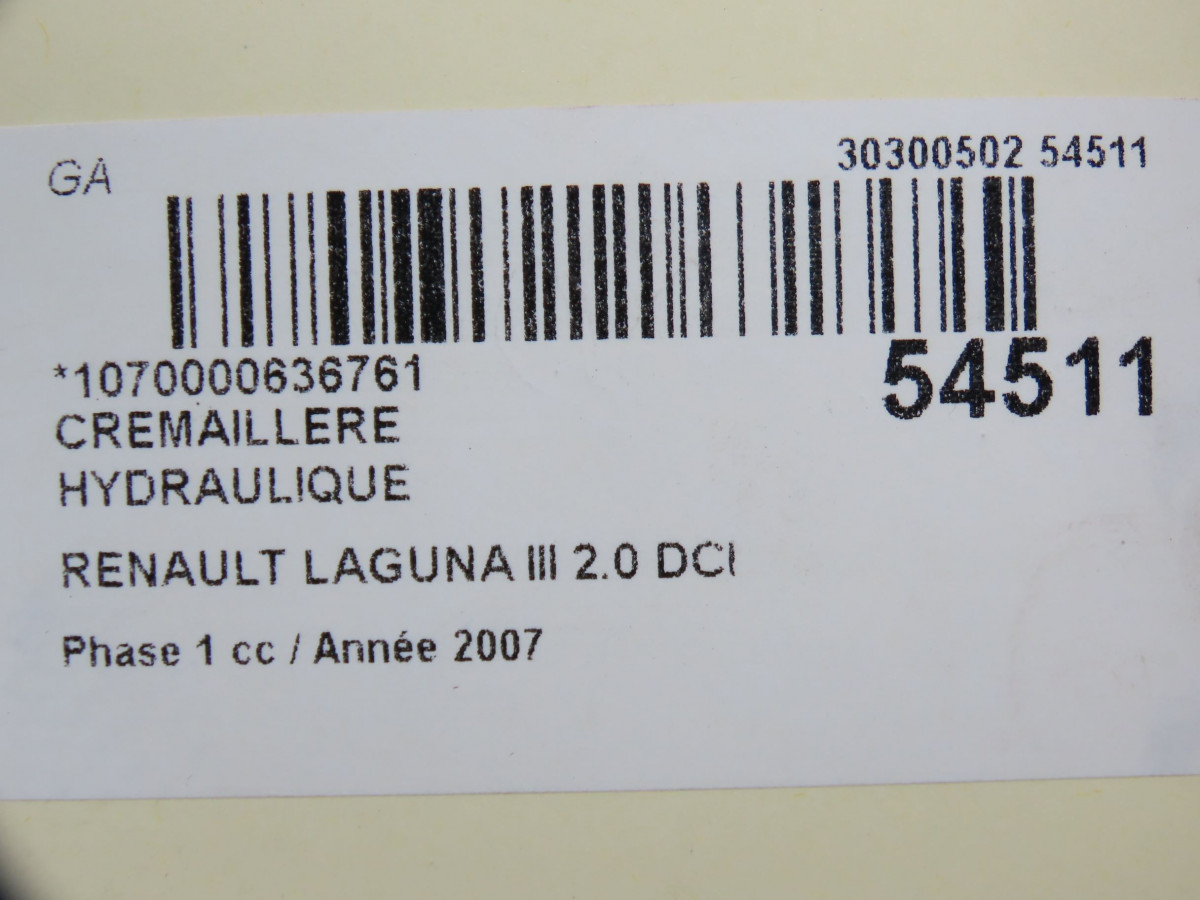 GA
30300502 54511
*1070000636761
54511
CREMAILLERE
HYDRAULIQUE
RENAULT LAGUNA III 2.0 DCI
Phase 1 cc / Année 2007